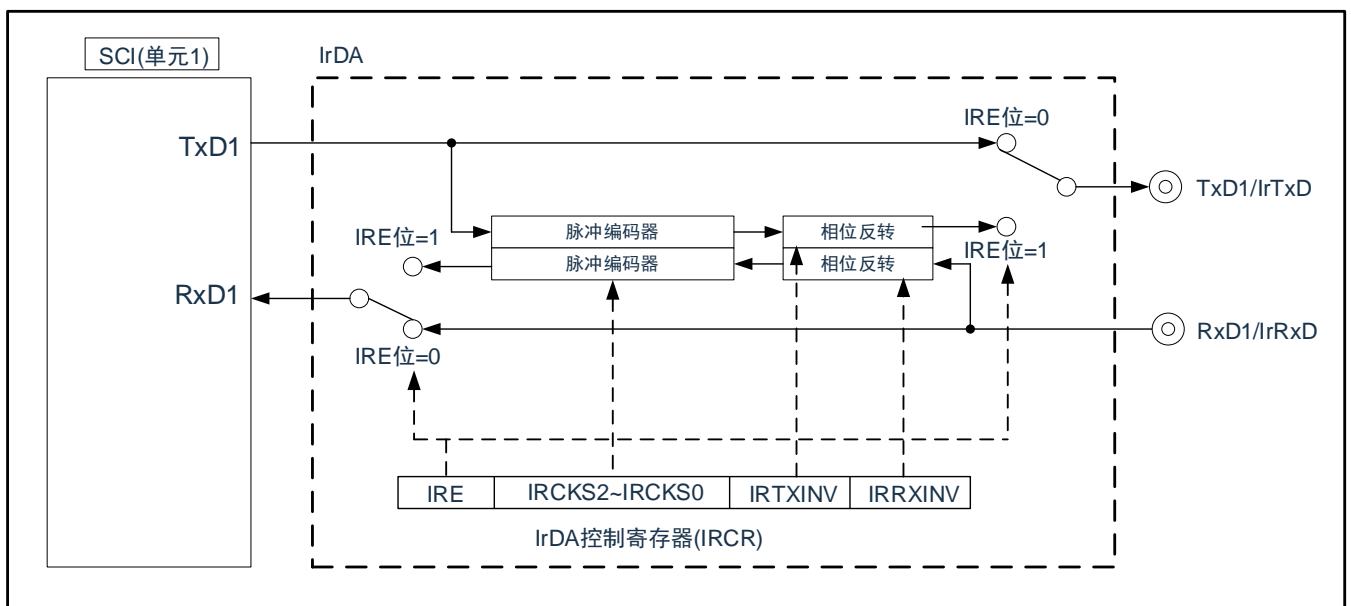 SCI(单元1)
IrDA
IRE位=0
TxD1
TxD1/IrTxD
脉冲编码器
相位反转
IRE位=1
IRE位=1
脉冲编码器
相位反转
RxD1
RxD1/IrRxD
IRE位=0
IRE
IRCKS2~IRCKS0
IRTXINV
IRRXINV
IrDA控制寄存器(IRCR)